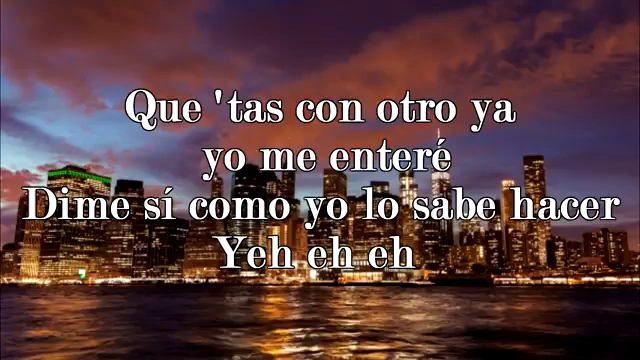 Que 'tas con otro ya
yo me enteré
Dime sí como yo lo sabe hacer
Yeh eh eh